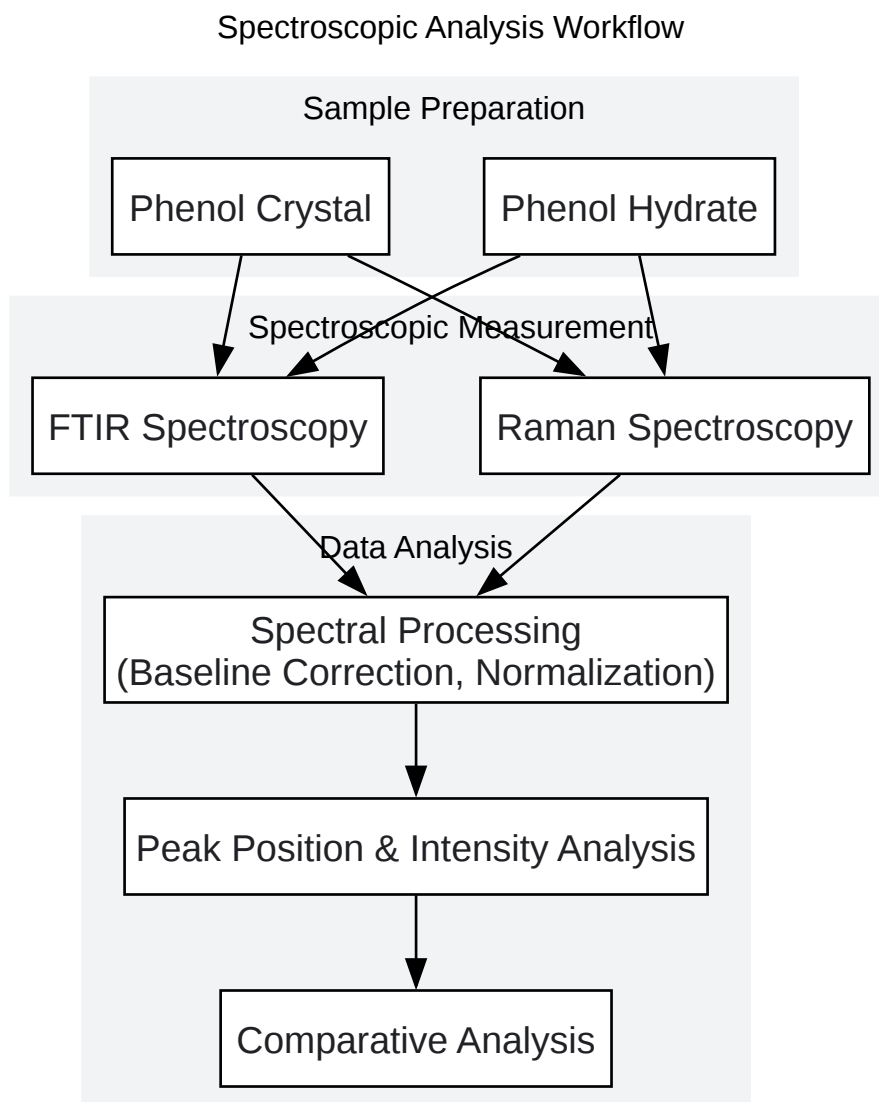 Spectroscopic Analysis Workflow
Sample Preparation
Phenol Crystal
Phenol Hydrate
Spectroscopic Measurement
FTIR Spectroscopy
Raman Spectroscopy
Data Analysis
Spectral Processing
(Baseline Correction, Normalization)
Peak Position & Intensity Analysis
Comparative Analysis